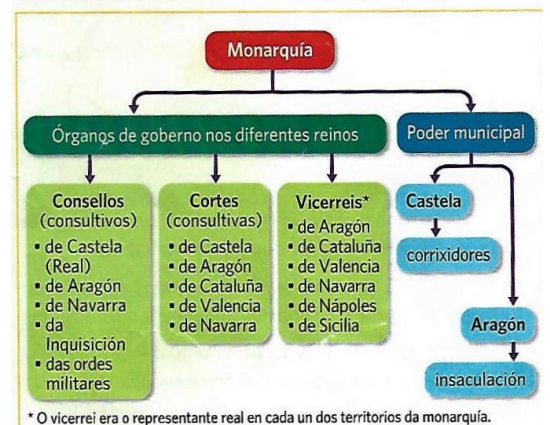 Monarquía
Órganos de goberno nos diferentes reinos
Poder municipal
Consellos
(consultivos)
▪ de Castela
(Real)
▪ de Aragón
▪ de Navarra
▪ da
Inquisición
▪ das ordes
militares
Cortes
(consultivas)
▪ de Castela
▪ de Aragón
▪ de Cataluña
▪ de Valencia
▪ de Navarra
Vicerreis*
▪ de Aragón
▪ de Cataluña
▪ de Valencia
▪ de Navarra
▪ de Nápoles
▪ de Sicilia
Castela
corrixidores
Aragón
insaculación
* O vicerrei era o representante real en cada un dos territorios da monarquía.